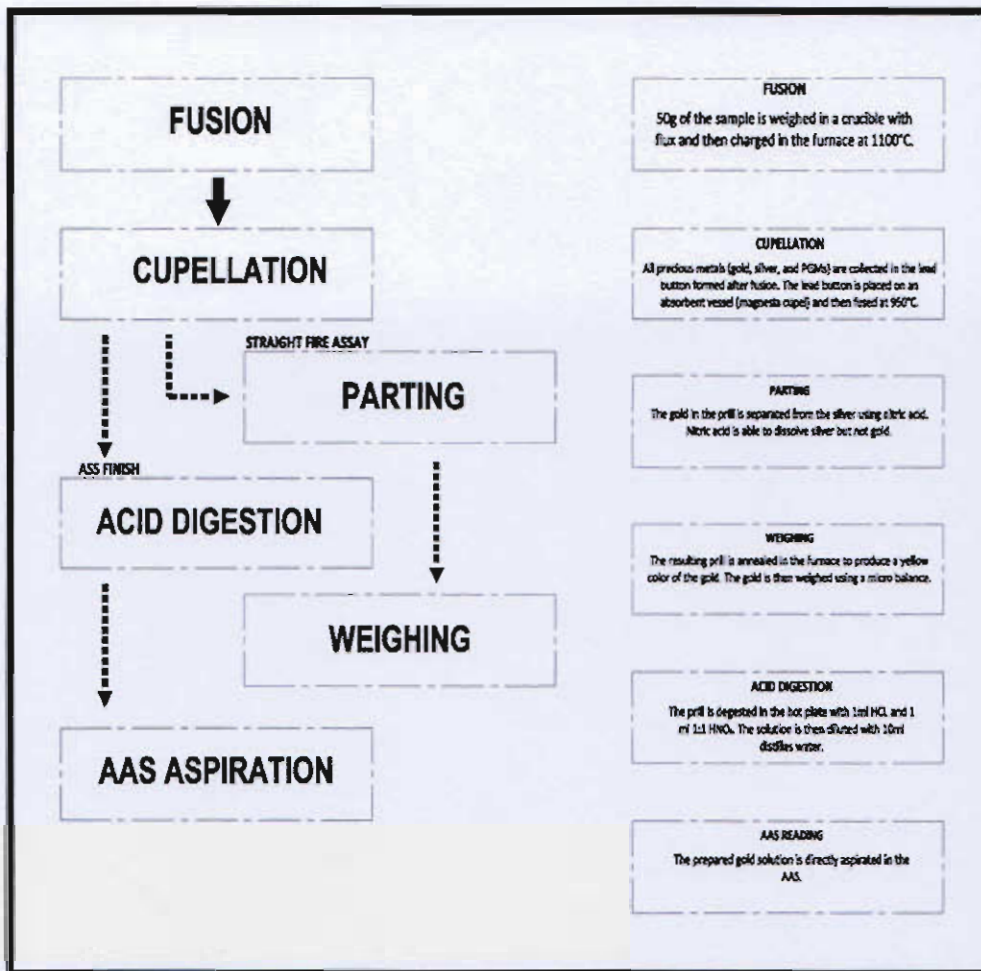 FUSION
CUPELLATION
STRAIGHT FIRE ASSAY
PARTING
ASS FINISH
ACID DIGESTION
WEIGHING
AAS ASPIRATION
FUSION
50g of the sample is weighed in a crucible with
flux and then charged in the furnace at 1100°C.
CUPELLATION
All precious metals (gold, silver, and PGMs) are collected in the lead
button formed after fusion. The lead button is placed on an
absorbent vessel (magnesia cupel) and then fused at 950°C.
PARTING
The gold in the prill is separated from the silver using nitric acid.
Nitric acid is able to dissolve silver but not gold.
WEIGHING
The resulting prill is annealed in the furnace to produce a yellow
color of the gold. The gold is then weighed using a micro balance.
ACID DIGESTION
The prill is degested in the hot plate with 1ml HCL and 1
ml 1:1 HNO₃. The solution is then diluted with 10ml
distiles water.
AAS READING
The prepared gold solution is directly aspirated in the
AAS.